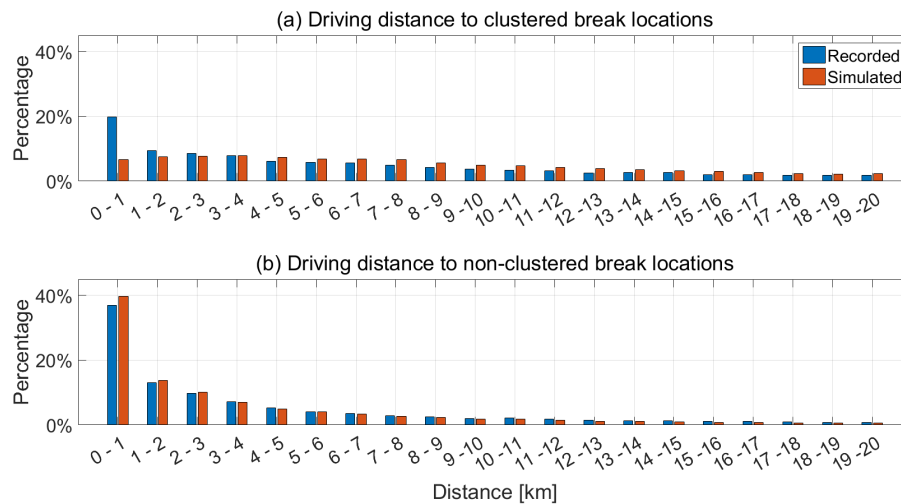 (a) Driving distance to clustered break locations
Percentage
40%
20%
0%
Recorded
Simulated
0 - 1
1 - 2
2 - 3
3 - 4
4 - 5
5 - 6
6 - 7
7 - 8
8 - 9
9 -10
10 -11
11 -12
12 -13
13 -14
14 -15
15 -16
16 -17
17 -18
18 -19
19 -20
(b) Driving distance to non-clustered break locations
Percentage
40%
20%
0%
0 - 1
1 - 2
2 - 3
3 - 4
4 - 5
5 - 6
6 - 7
7 - 8
8 - 9
9 -10
10 -11
11 -12
12 -13
13 -14
14 -15
15 -16
16 -17
17 -18
18 -19
19 -20
Distance [km]